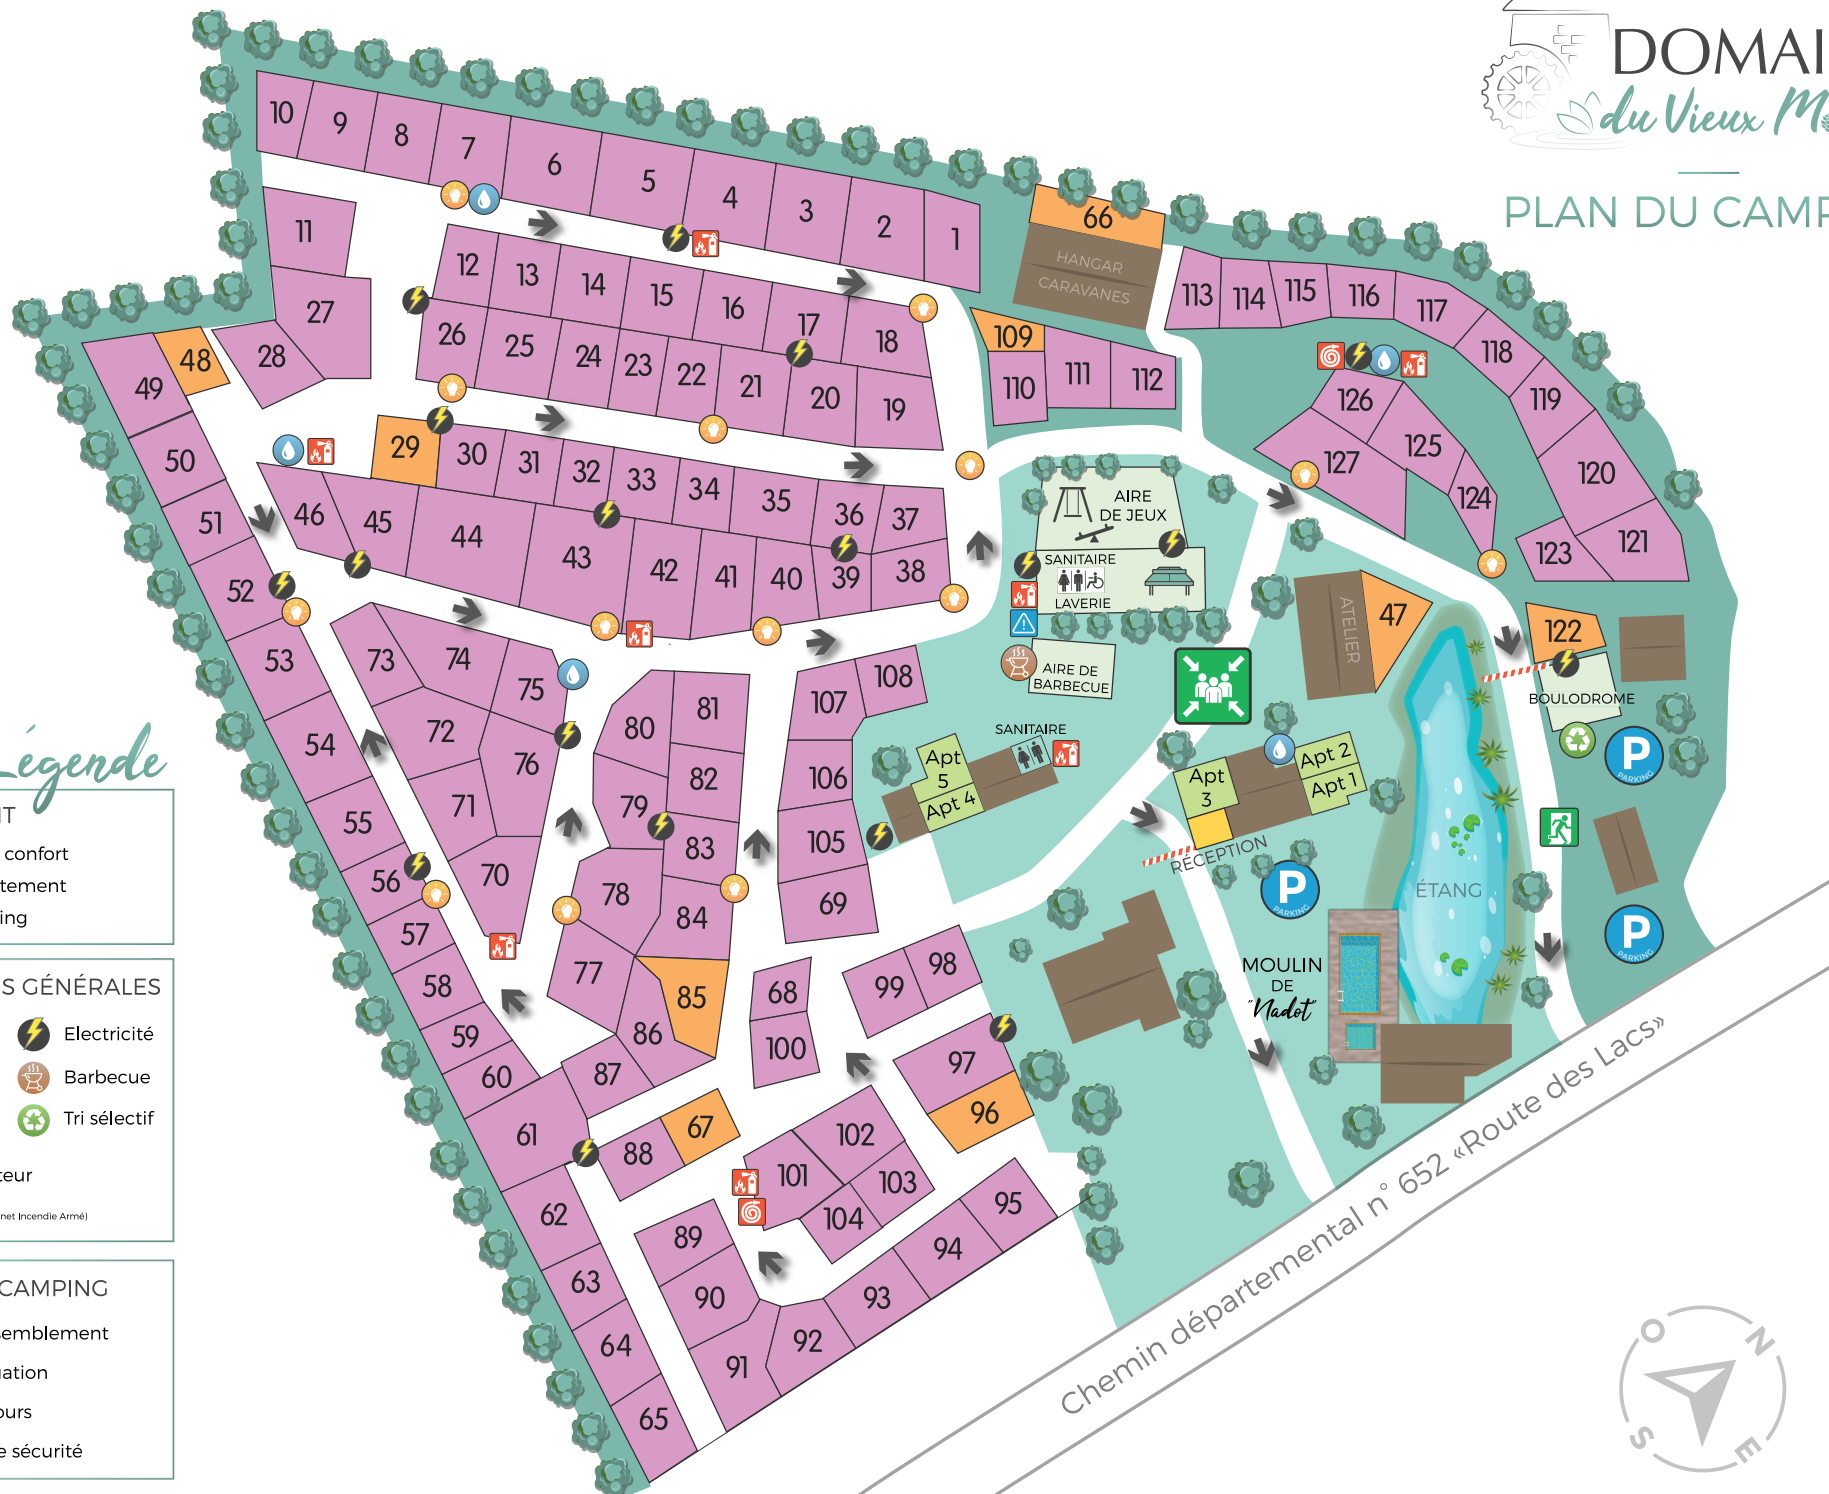 DOMAI
du Vieux M
PLAN DU CAMP
10
9
8
7
6
5
4
3
2
1
66
HANGAR
CARAVANES
11
12
13
14
15
16
17
18
27
28
26
25
24
23
22
21
20
19
48
49
109
110
111
112
113
114
115
116
117
118
119
120
121
123
124
125
126
127
29
30
31
32
33
34
35
36
37
50
51
52
46
45
44
43
42
41
40
39
38
AIRE
DE JEUX
SANITAIRE
LAVERIE
AIRE DE
BARBECUE
ATELIER
47
122
BOULODROME
53
54
55
56
57
58
59
60
61
62
63
64
65
73
74
75
72
76
71
70
80
81
82
79
83
78
84
77
85
86
87
88
67
107
108
106
105
69
SANITAIRE
Apt
5
Apt 4
Apt
3
Apt 2
Apt 1
RÉCEPTION
P
PARKING
P
PARKING
P
PARKING
ÉTANG
MOULIN
DE
"Nadot"
68
100
99
98
97
96
101
102
103
104
89
90
91
92
93
94
95
Chemin départemental n° 652 «Route des Lacs»
O
N
S
E
Légende
T
confort
tement
ing
S GÉNÉRALES
Electricité
Barbecue
Tri sélectif
teur
net Incendie Armé)
CAMPING
semblement
ation
ours
e sécurité